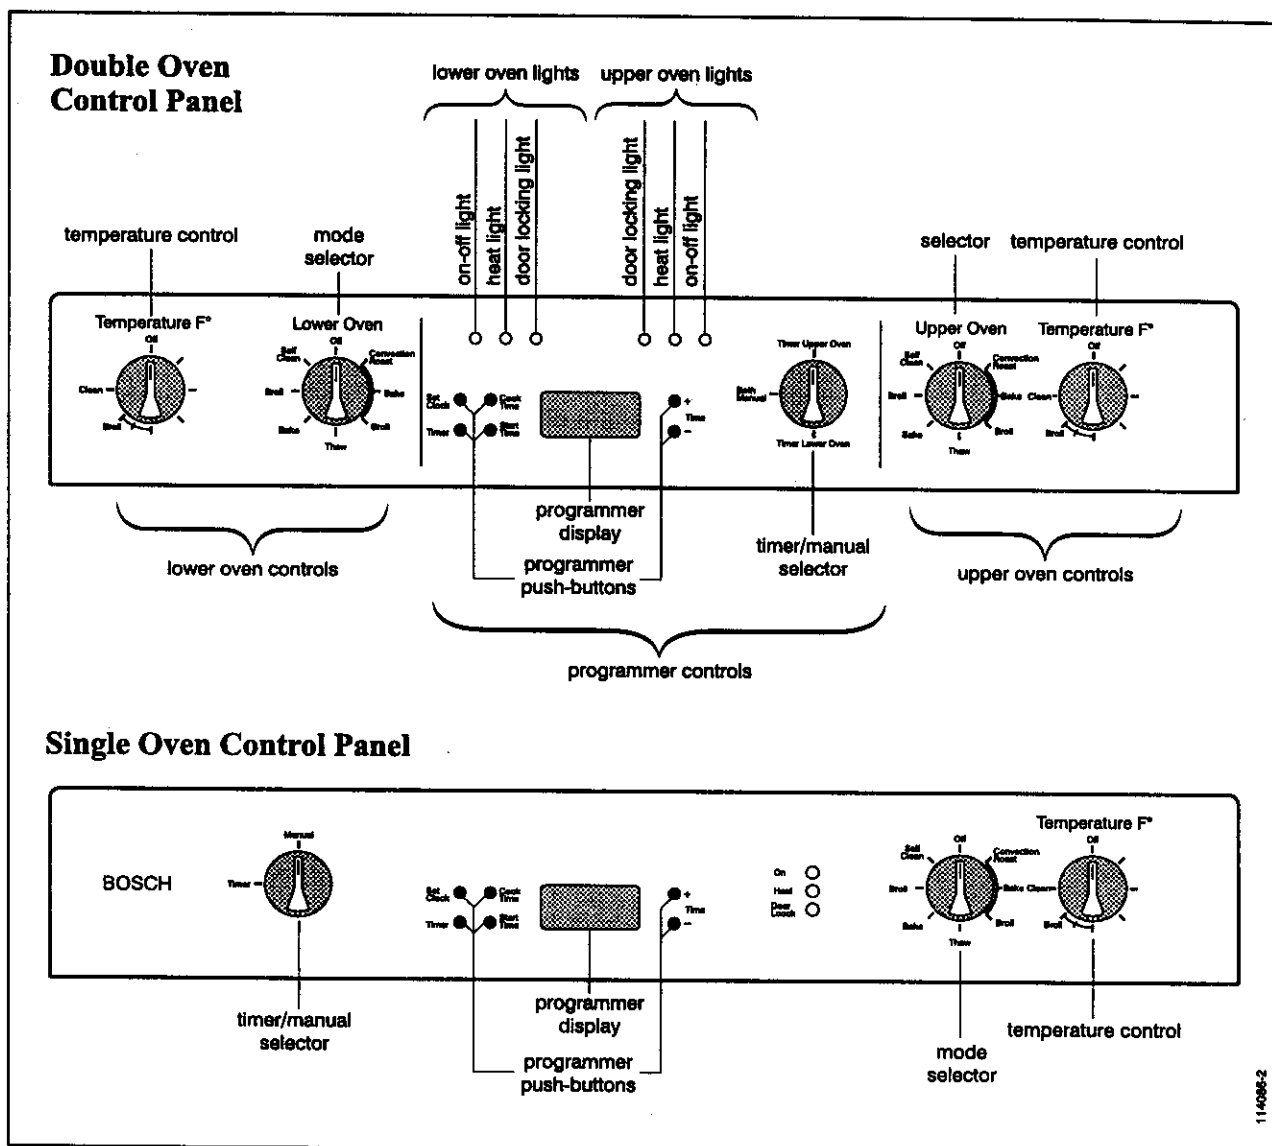 Double Oven
Control Panel
lower oven lights
upper oven lights
on-off light
heat light
door locking light
door locking light
heat light
on-off light
temperature control
mode
selector
selector
temperature control
Temperature F°
Off
Clean
Broil
Lower Oven
Off
Self
Clean
Convection
Roast
Broil
Bake
Bake
Broil
Thaw
Set
Clock
Cook
Time
Timer
Start
Time
+
Time
–
Timer Upper Oven
Both
Manual
Timer Lower Oven
Upper Oven
Off
Self
Clean
Convection
Roast
Broil
Bake
Bake
Broil
Thaw
Temperature F°
Off
Clean
Broil
programmer
display
programmer
push-buttons
timer/manual
selector
lower oven controls
upper oven controls
programmer controls
Single Oven Control Panel
BOSCH
Manual
Timer
Set
Clock
Cook
Time
Timer
Start
Time
+
Time
–
On
Heat
Door
Loock
Off
Self
Clean
Convection
Roast
Broil
Bake
Bake
Broil
Thaw
Temperature F°
Off
Clean
Broil
timer/manual
selector
programmer
display
programmer
push-buttons
mode
selector
temperature control
114086-2